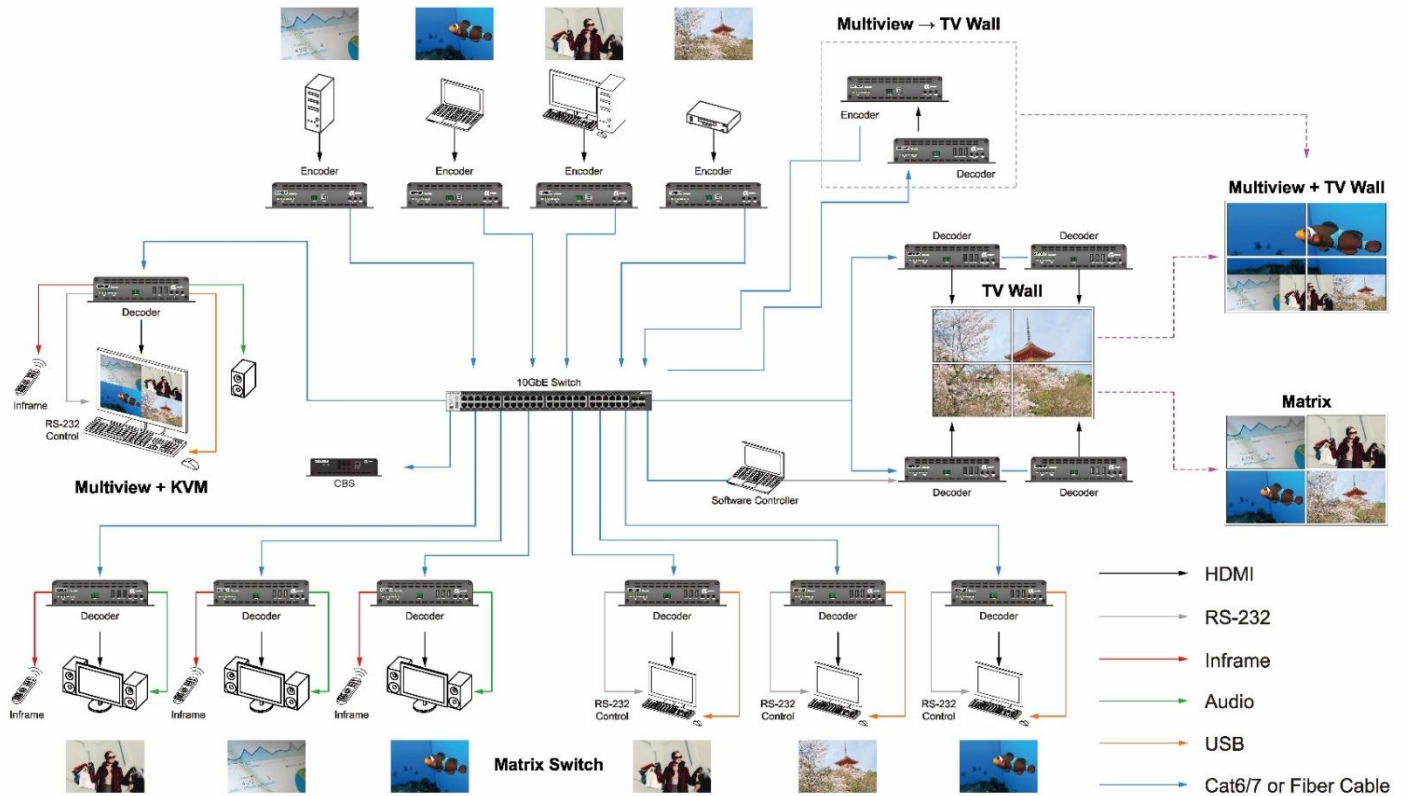 Multiview → TV Wall
Encoder
Decoder
Encoder
Encoder
Encoder
Encoder
Multiview + TV Wall
Decoder
Decoder
TV Wall
Decoder
Inframe
RS-232
Control
Multiview + KVM
10GbE Switch
CBS
Software Controller
Decoder
Decoder
Matrix
Decoder
Decoder
Decoder
Decoder
Decoder
Decoder
Inframe
Inframe
Inframe
RS-232
Control
RS-232
Control
RS-232
Control
Matrix Switch
HDMI
RS-232
Inframe
Audio
USB
Cat6/7 or Fiber Cable